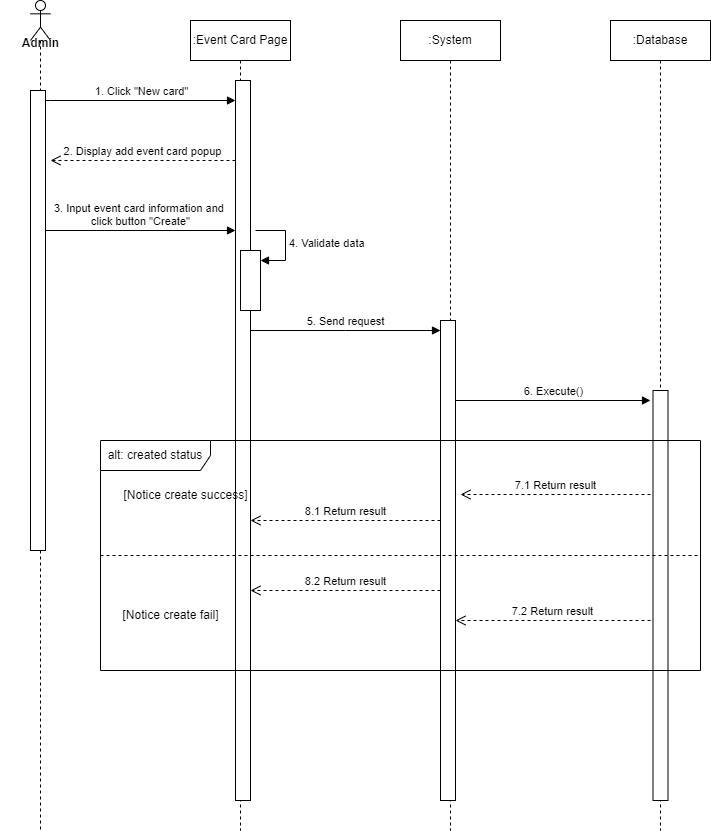 Admin
:Event Card Page
:System
:Database
1. Click "New card"
2. Display add event card popup
3. Input event card information and
click button "Create"
4. Validate data
5. Send request
6. Execute()
alt: created status
7.1 Return result
[Notice create success]
8.1 Return result
8.2 Return result
7.2 Return result
[Notice create fail]